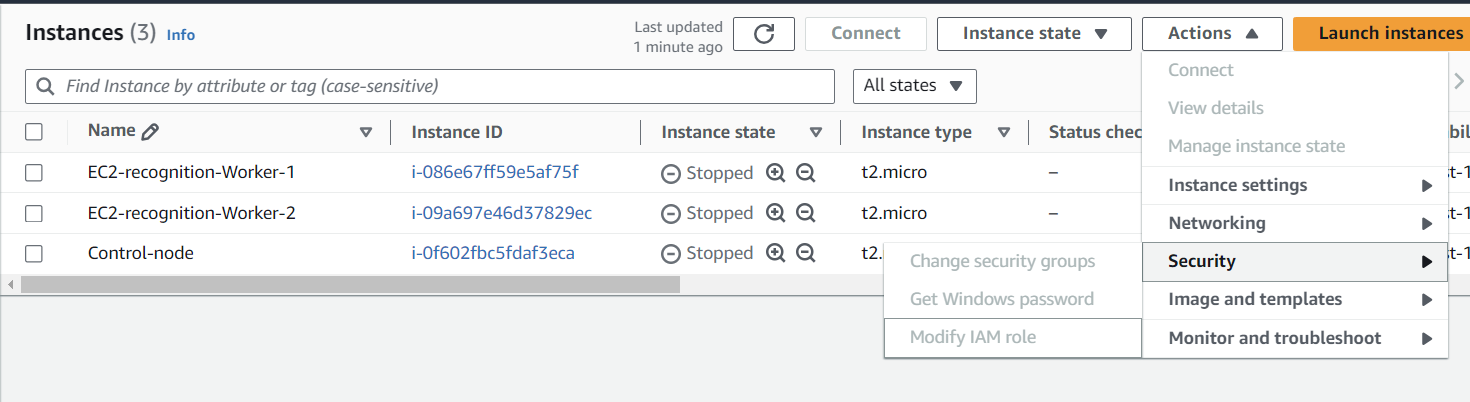 Instances (3) Info
Last updated
1 minute ago
Connect
Instance state
Actions
Launch instances
Find Instance by attribute or tag (case-sensitive)
All states
Connect
View details
Manage instance state
Instance settings
Networking
Security
Image and templates
Monitor and troubleshoot
Change security groups
Get Windows password
Modify IAM role
Name Instance ID Instance state Instance type Status chec
EC2-recognition-Worker-1 i-086e67ff59e5af75f Stopped t2.micro –
EC2-recognition-Worker-2 i-09a697e46d37829ec Stopped t2.micro –
Control-node i-0f602fbc5fdaf3eca Stopped t2.